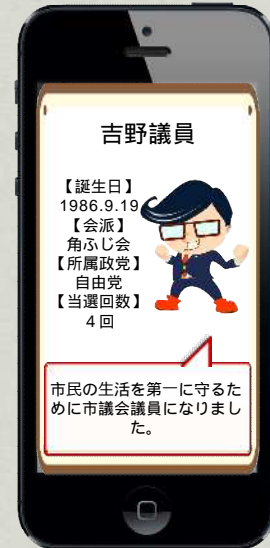 吉野議員
【誕生日】
1986.9.19
【会派】
角ふじ会
【所属政党】
自由党
【当選回数】
４回
市民の生活を第一に守るた
めに市議会議員になりまし
た。